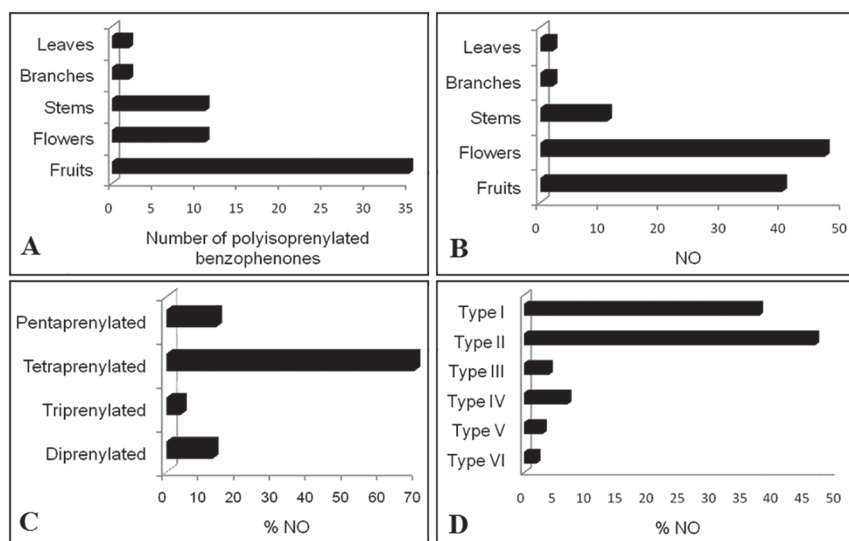 Leaves
Branches
Stems
Flowers
Fruits
0 5 10 15 20 25 30 35
Number of polyisoprenylated
benzophenones
A
Leaves
Branches
Stems
Flowers
Fruits
0 10 20 30 40 50
NO
B
Pentaprenylated
Tetraprenylated
Triprenylated
Diprenylated
0 10 20 30 40 50 60 70
% NO
C
Type I
Type II
Type III
Type IV
Type V
Type VI
0 5 10 15 20 25 30 35 40 45 50
% NO
D